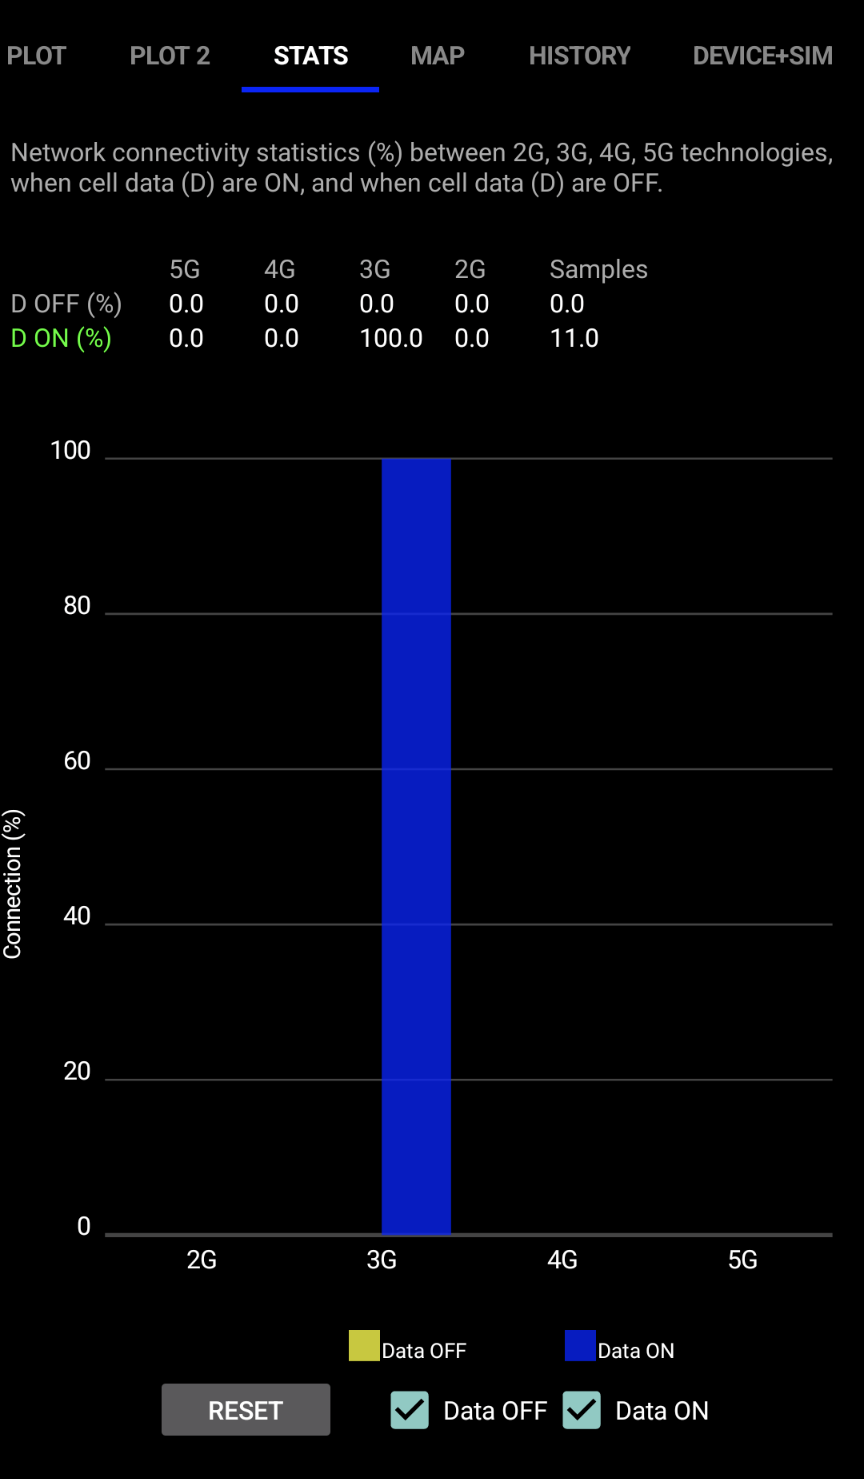 PLOT PLOT 2 STATS MAP HISTORY DEVICE+SIM
Network connectivity statistics (%) between 2G, 3G, 4G, 5G technologies,
when cell data (D) are ON, and when cell data (D) are OFF.
5G 4G 3G 2G Samples
D OFF (%) 0.0 0.0 0.0 0.0 0.0
D ON (%) 0.0 0.0 100.0 0.0 11.0
100
80
60
40
20
0
Connection (%)
2G 3G 4G 5G
Data OFF Data ON
RESET Data OFF Data ON